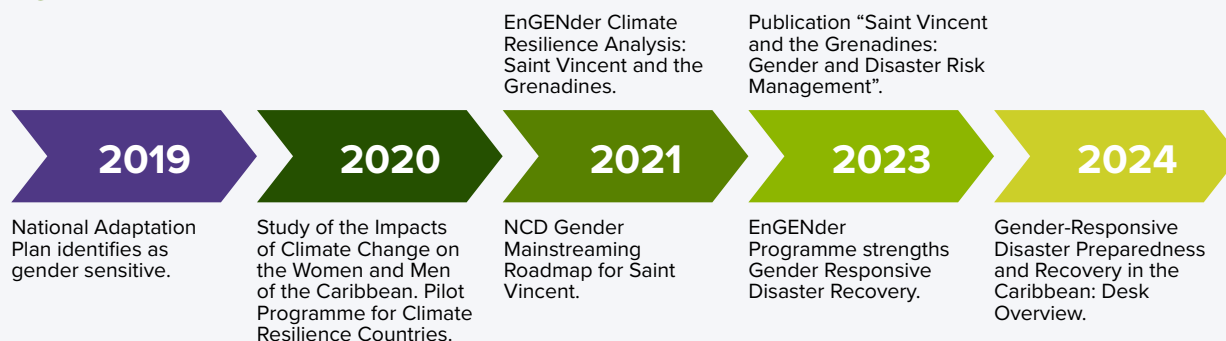 EnGENder Climate
Resilience Analysis:
Saint Vincent and the
Grenadines.
Publication “Saint Vincent
and the Grenadines:
Gender and Disaster Risk
Management”.
2019
2020
2021
2023
2024
National Adaptation
Plan identifies as
gender sensitive.
Study of the Impacts
of Climate Change on
the Women and Men
of the Caribbean. Pilot
Programme for Climate
Resilience Countries.
NCD Gender
Mainstreaming
Roadmap for Saint
Vincent.
EnGENder
Programme strengths
Gender Responsive
Disaster Recovery.
Gender-Responsive
Disaster Preparedness
and Recovery in the
Caribbean: Desk
Overview.